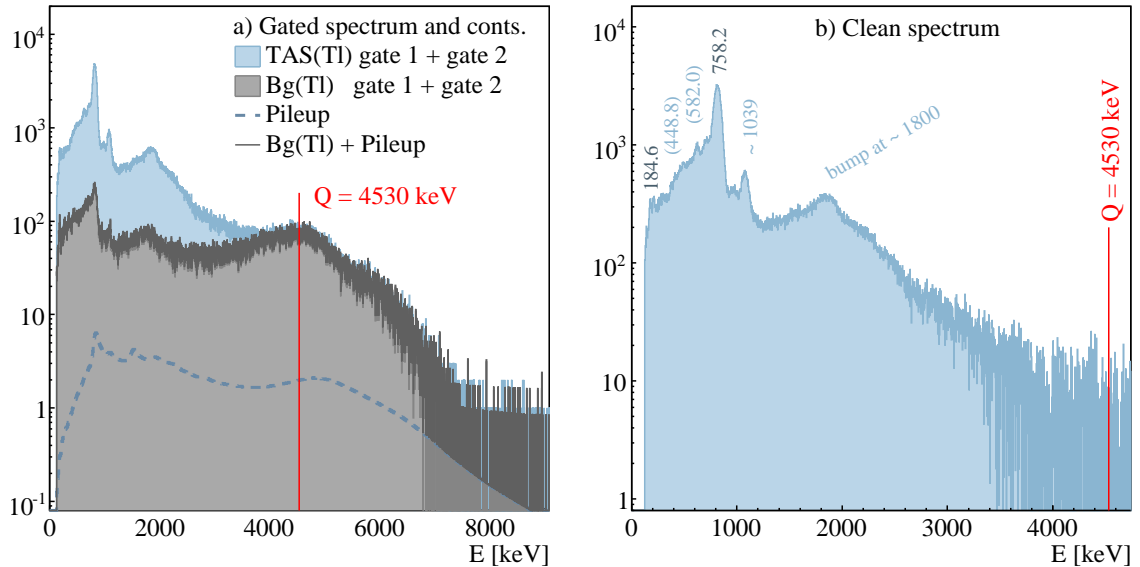 a) Gated spectrum and conts.
TAS(Tl) gate 1 + gate 2
Bg(Tl) gate 1 + gate 2
Pileup
Bg(Tl) + Pileup
Q = 4530 keV
10^4
10^3
10^2
10
1
10^-1
0 2000 4000 6000 8000
E [keV]
b) Clean spectrum
184.6
(448.8)
(582.0)
758.2
~ 1039
bump at ~ 1800
Q = 4530 keV
10^4
10^3
10^2
10
1
0 1000 2000 3000 4000
E [keV]